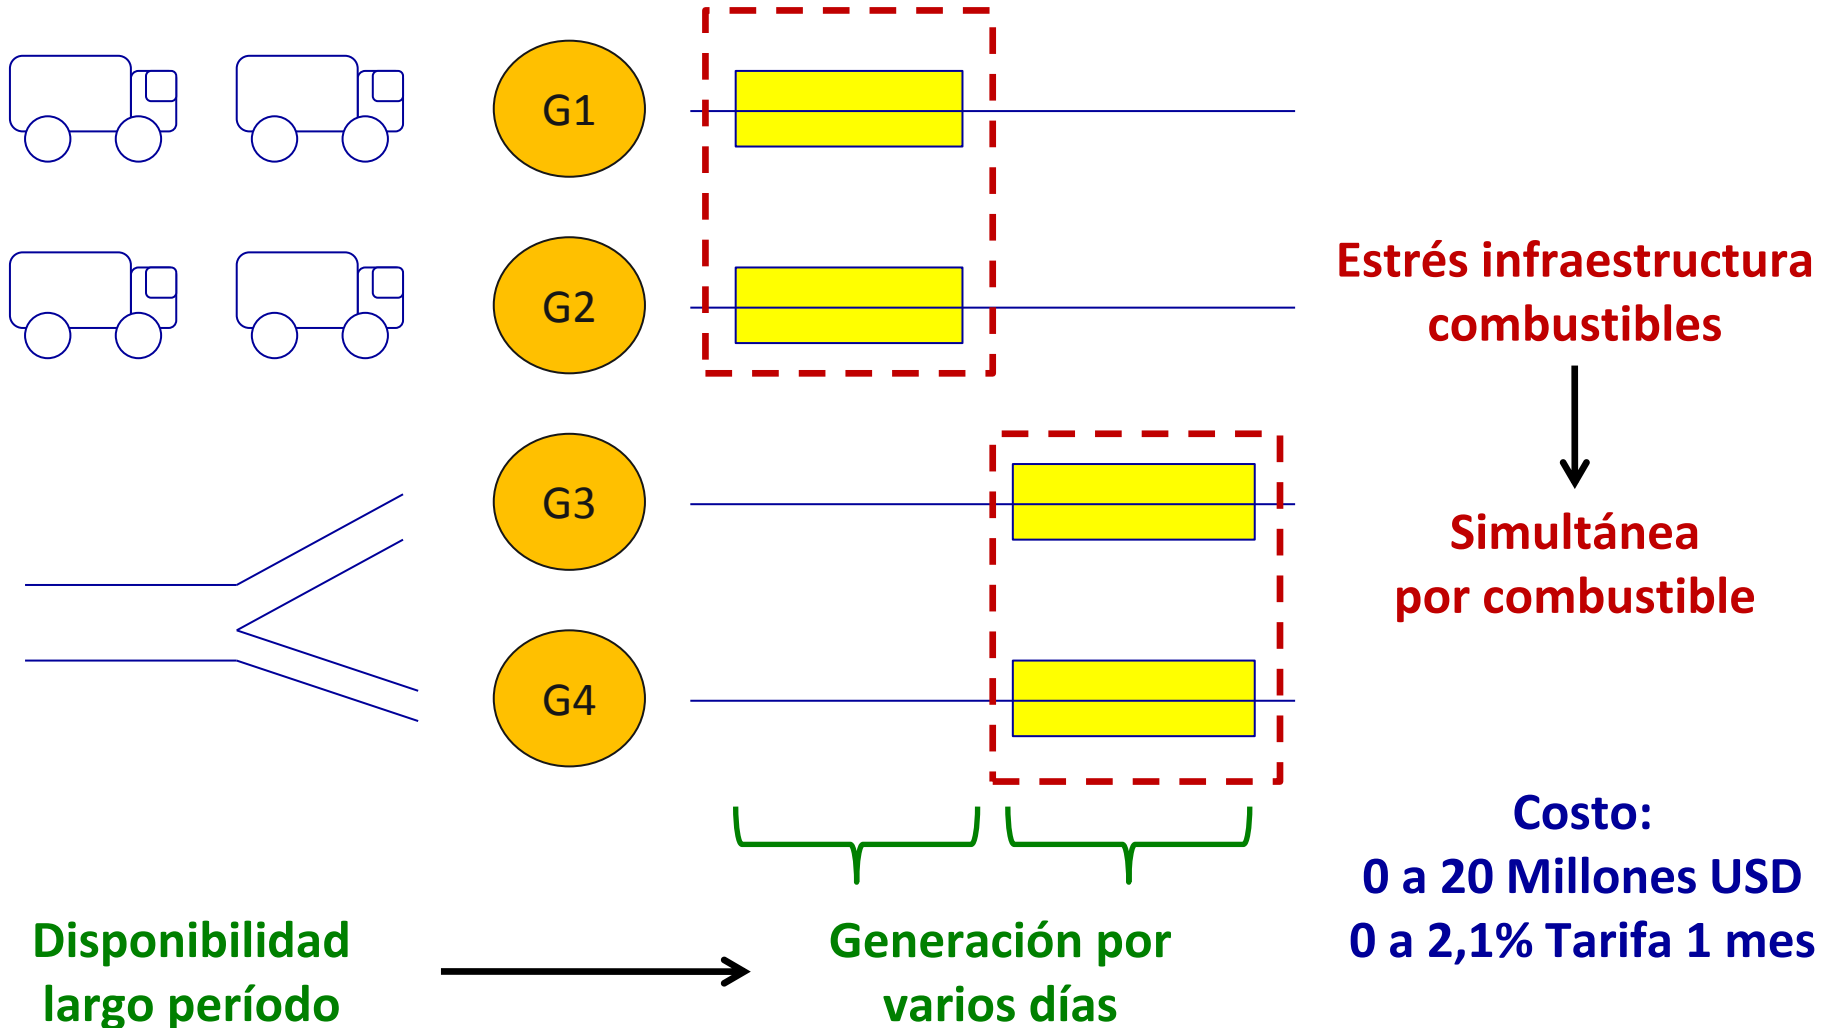 G1
G2
G3
G4
Estrés infraestructura
combustibles
Simultánea
por combustible
Costo:
0 a 20 Millones USD
0 a 2,1% Tarifa 1 mes
Disponibilidad
largo período
Generación por
varios días